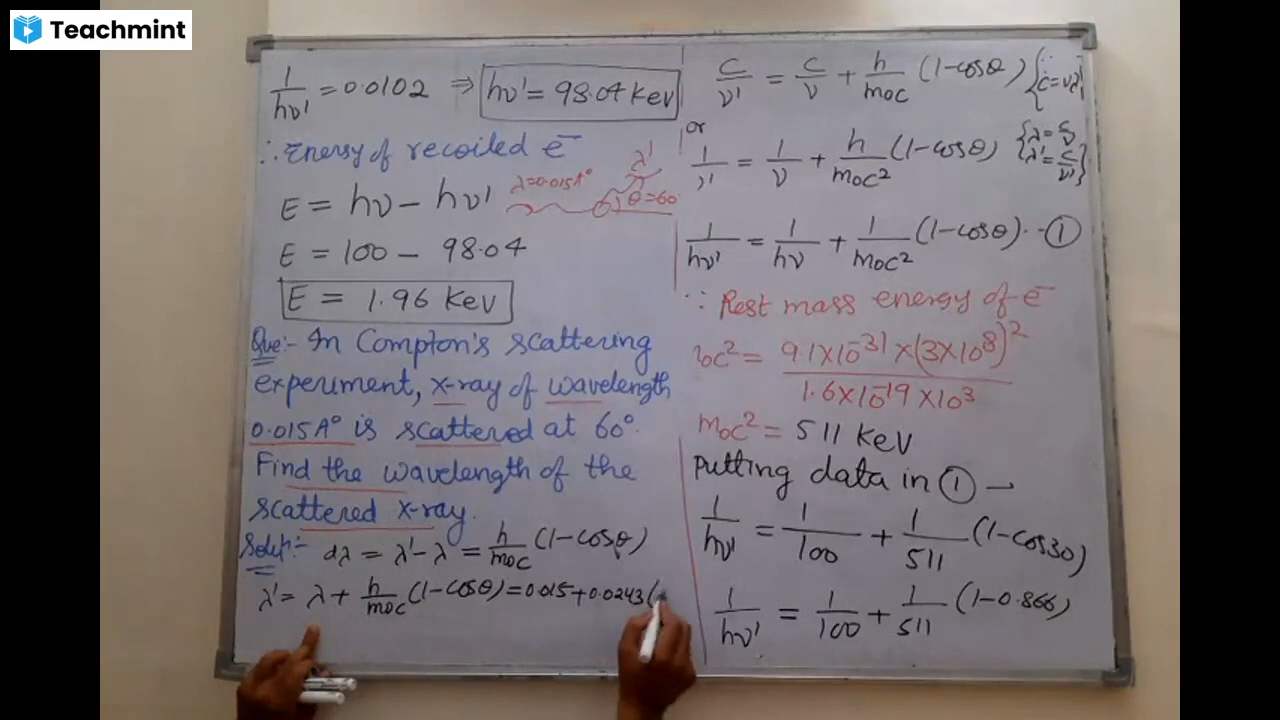 Teachmint
1/hν' = 0.0102 ⇒ hν' = 98.04 KeV
∴ Energy of recoiled e⁻
E = hν − hν'
λ=0.015A° λ' θ=60
E = 100 − 98.04
E = 1.96 KeV
Que:- In Compton's scattering
experiment, x-ray of wavelength
0.015A° is scattered at 60°.
Find the wavelength of the
scattered x-ray.
Soluⁿ:- dλ = λ' − λ = h/m₀c (1−cosθ)
λ' = λ + h/m₀c (1−cosθ) = 0.015 + 0.0243 (
c/ν' = c/ν + h/m₀c (1−cosθ) {∵ c=νλ'
or
1/ν' = 1/ν + h/m₀c² (1−cosθ) {λ=c/ν λ'=c/ν'}
1/hν' = 1/hν + 1/m₀c² (1−cosθ) -- ①
∵ Rest mass energy of e⁻
₀c² = 9.1×10⁻³¹ × (3×10⁸)² / 1.6×10⁻¹⁹×10³
m₀c² = 511 KeV
Putting data in ① —
1/hν' = 1/100 + 1/511 (1−cos30)
1/hν' = 1/100 + 1/511 (1−0.866)